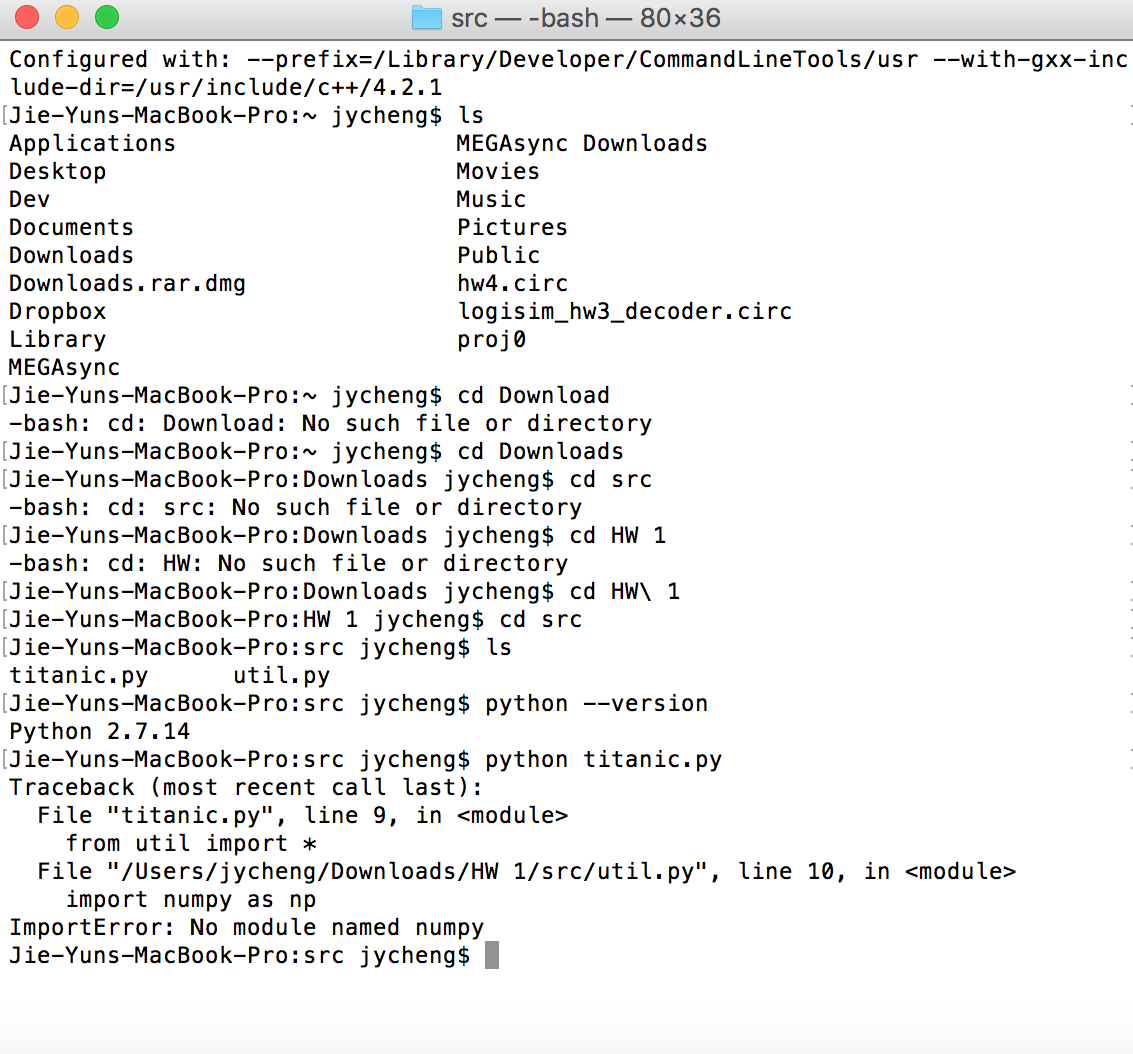 src — -bash — 80×36
Configured with: --prefix=/Library/Developer/CommandLineTools/usr --with-gxx-inc
lude-dir=/usr/include/c++/4.2.1
[Jie-Yuns-MacBook-Pro:~ jycheng$ ls
Applications                    MEGAsync Downloads
Desktop                         Movies
Dev                             Music
Documents                       Pictures
Downloads                       Public
Downloads.rar.dmg               hw4.circ
Dropbox                         logisim_hw3_decoder.circ
Library                         proj0
MEGAsync
[Jie-Yuns-MacBook-Pro:~ jycheng$ cd Download
-bash: cd: Download: No such file or directory
[Jie-Yuns-MacBook-Pro:~ jycheng$ cd Downloads
[Jie-Yuns-MacBook-Pro:Downloads jycheng$ cd src
-bash: cd: src: No such file or directory
[Jie-Yuns-MacBook-Pro:Downloads jycheng$ cd HW 1
-bash: cd: HW: No such file or directory
[Jie-Yuns-MacBook-Pro:Downloads jycheng$ cd HW\ 1
[Jie-Yuns-MacBook-Pro:HW 1 jycheng$ cd src
[Jie-Yuns-MacBook-Pro:src jycheng$ ls
titanic.py      util.py
[Jie-Yuns-MacBook-Pro:src jycheng$ python --version
Python 2.7.14
[Jie-Yuns-MacBook-Pro:src jycheng$ python titanic.py
Traceback (most recent call last):
  File "titanic.py", line 9, in <module>
    from util import *
  File "/Users/jycheng/Downloads/HW 1/src/util.py", line 10, in <module>
    import numpy as np
ImportError: No module named numpy
Jie-Yuns-MacBook-Pro:src jycheng$